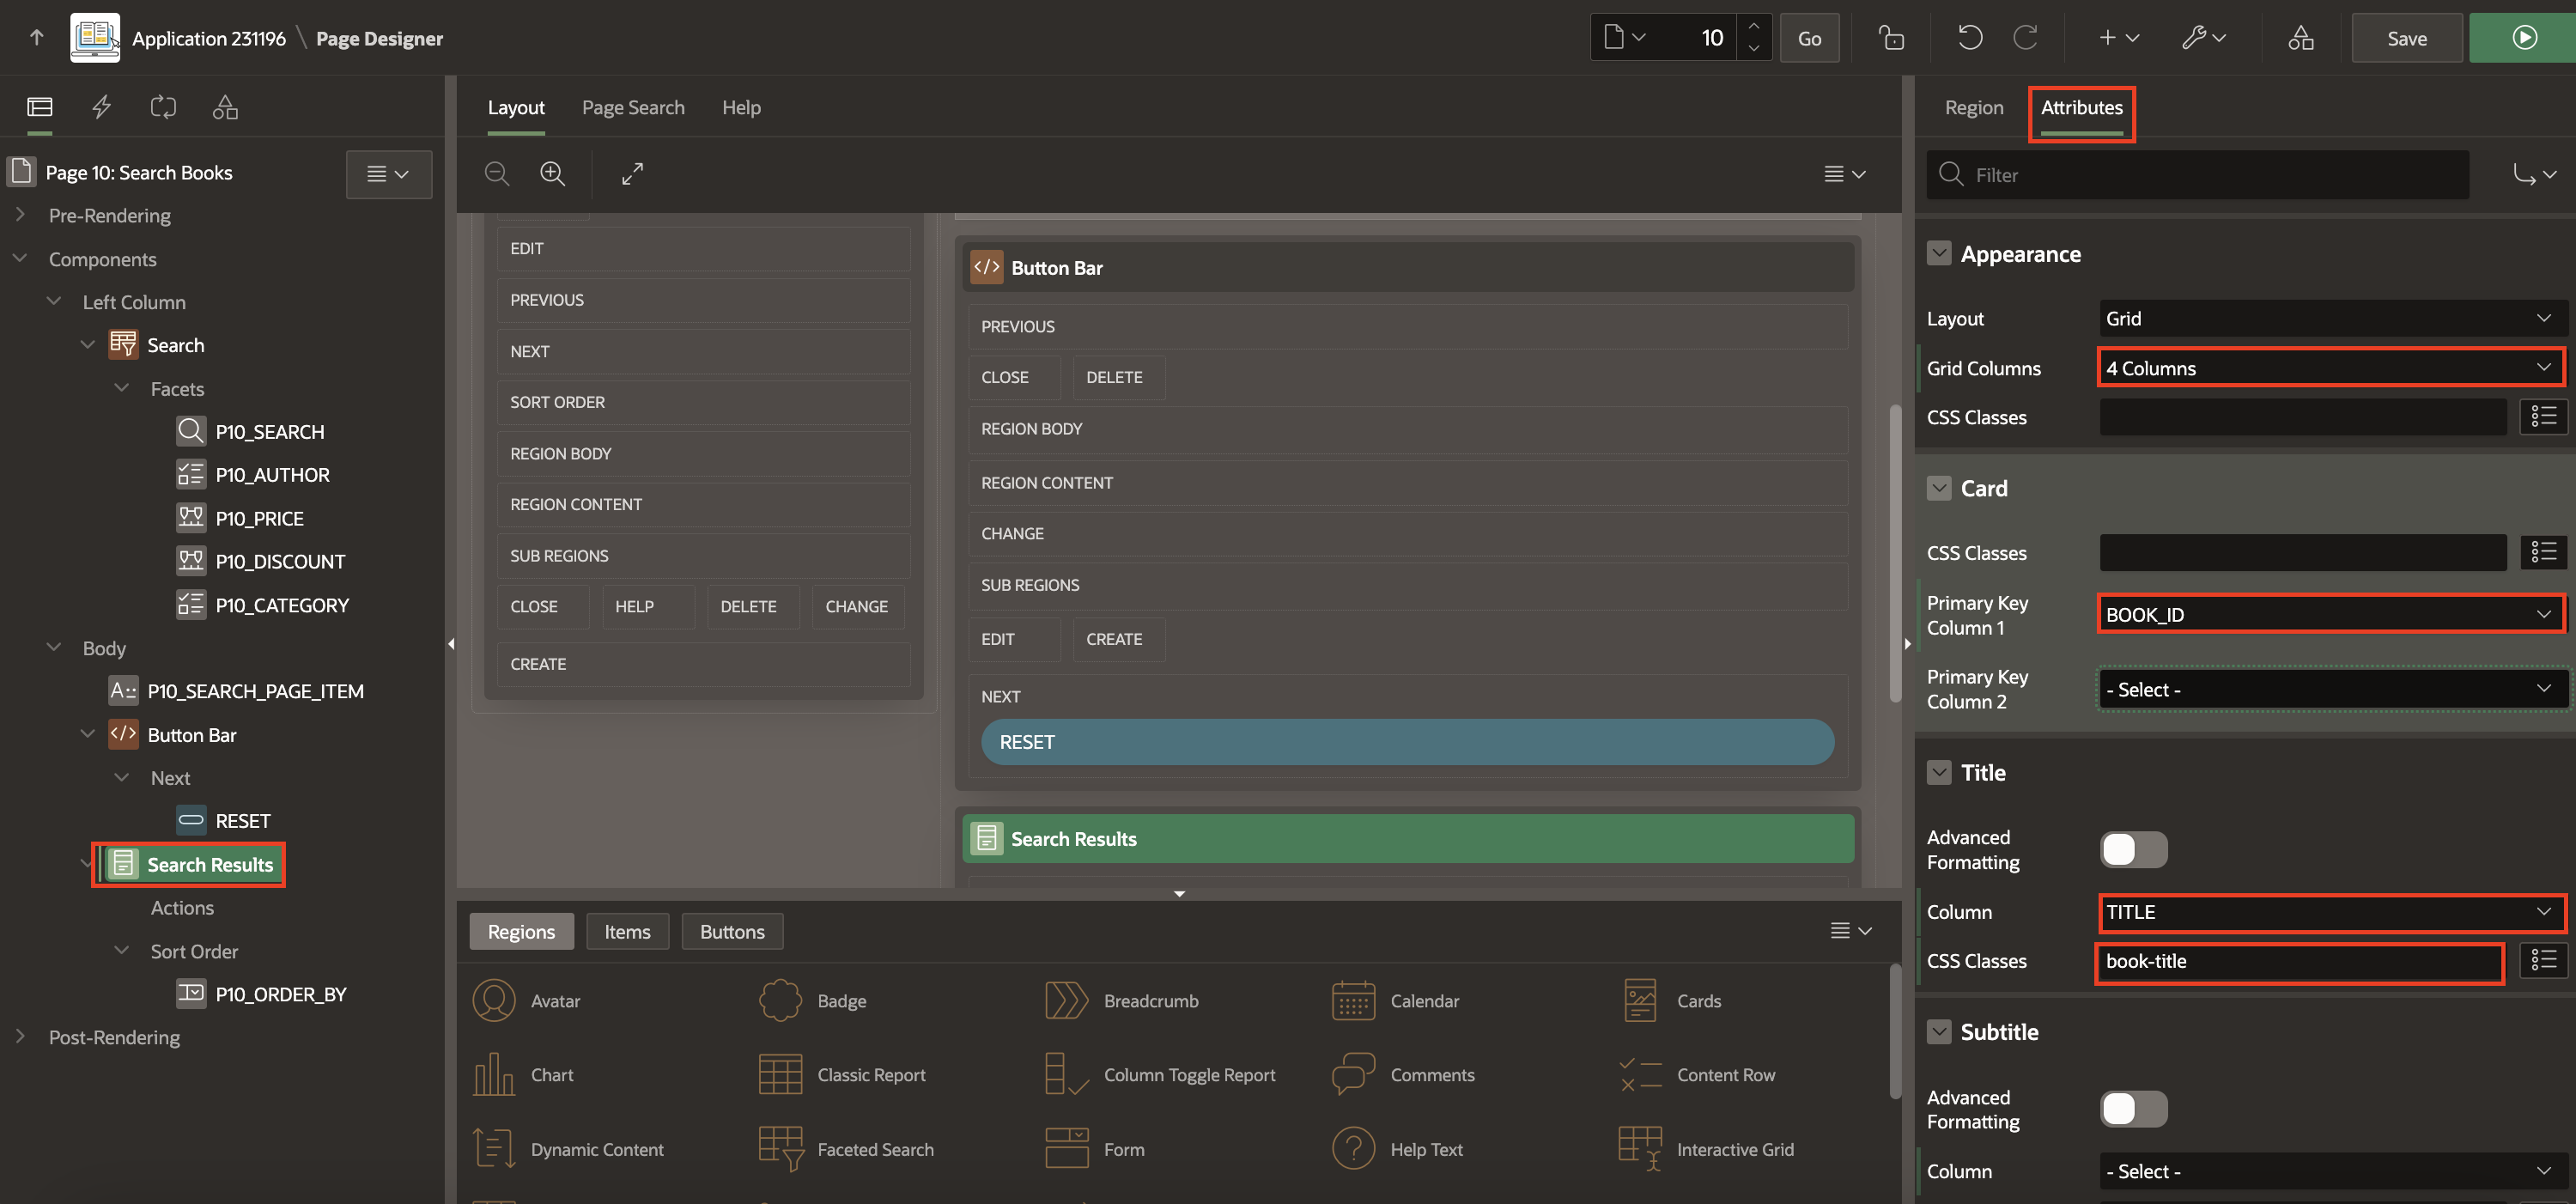 Application 231196 \ Page Designer
10
Go
Save
Page 10: Search Books
Pre-Rendering
Components
Left Column
Search
Facets
P10_SEARCH
P10_AUTHOR
P10_PRICE
P10_DISCOUNT
P10_CATEGORY
Body
P10_SEARCH_PAGE_ITEM
Button Bar
Next
RESET
Search Results
Actions
Sort Order
P10_ORDER_BY
Post-Rendering
Layout Page Search Help
EDIT
PREVIOUS
NEXT
SORT ORDER
REGION BODY
REGION CONTENT
SUB REGIONS
CLOSE HELP DELETE CHANGE
CREATE
Button Bar
PREVIOUS
CLOSE DELETE
REGION BODY
REGION CONTENT
CHANGE
SUB REGIONS
EDIT CREATE
NEXT
RESET
Search Results
Regions Items Buttons
Avatar Badge Breadcrumb Calendar Cards
Chart Classic Report Column Toggle Report Comments Content Row
Dynamic Content Faceted Search Form Help Text Interactive Grid
Region Attributes
Filter
Appearance
Layout Grid
Grid Columns 4 Columns
CSS Classes
Card
CSS Classes
Primary Key
Column 1
BOOK_ID
Primary Key
Column 2
- Select -
Title
Advanced
Formatting
Column TITLE
CSS Classes book-title
Subtitle
Advanced
Formatting
Column - Select -